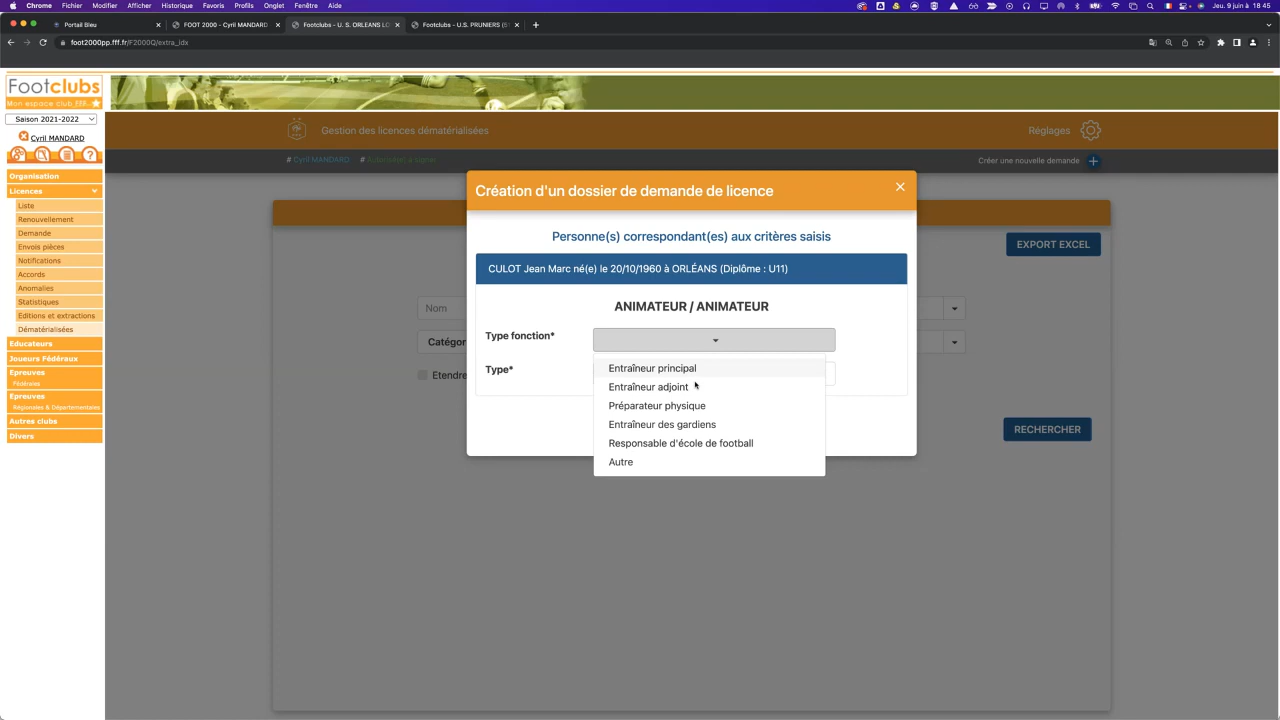 Chrome Fichier Modifier Afficher Historique Favoris Profils Onglet Fenêtre Aide
Jeu. 9 juin à 18 45
Portail Bleu
FOOT 2000 - Cyril MANDARD
Footclubs - U. S. ORLEANS LO
Footclubs - U.S. PRUNIERS
foot2000pp.fff.fr/F2000Q/extra_idx
Footclubs
Mon espace club
Saison 2021-2022
Cyril MANDARD
?
Gestion des licences dématérialisées
Réglages
# Cyril MANDARD #
Créer une nouvelle demande
Organisation
Licences
Liste
Renouvellement
Demande
Envois pièces
Notifications
Accords
Anomalies
Statistiques
Editions et extractions
Dématérialisées
Educateurs
Joueurs Fédéraux
Epreuves
Fédérales
Epreuves
Régionales & Départementales
Autres clubs
Divers
Création d'un dossier de demande de licence
Personne(s) correspondant(es) aux critères saisis
CULOT Jean Marc né(e) le 20/10/1960 à ORLÉANS (Diplôme : U11)
ANIMATEUR / ANIMATEUR
Type fonction*
Type*
Entraîneur principal
Entraîneur adjoint
Préparateur physique
Entraîneur des gardiens
Responsable d'école de football
Autre
EXPORT EXCEL
Nom
Catégor
Etendre
RECHERCHER